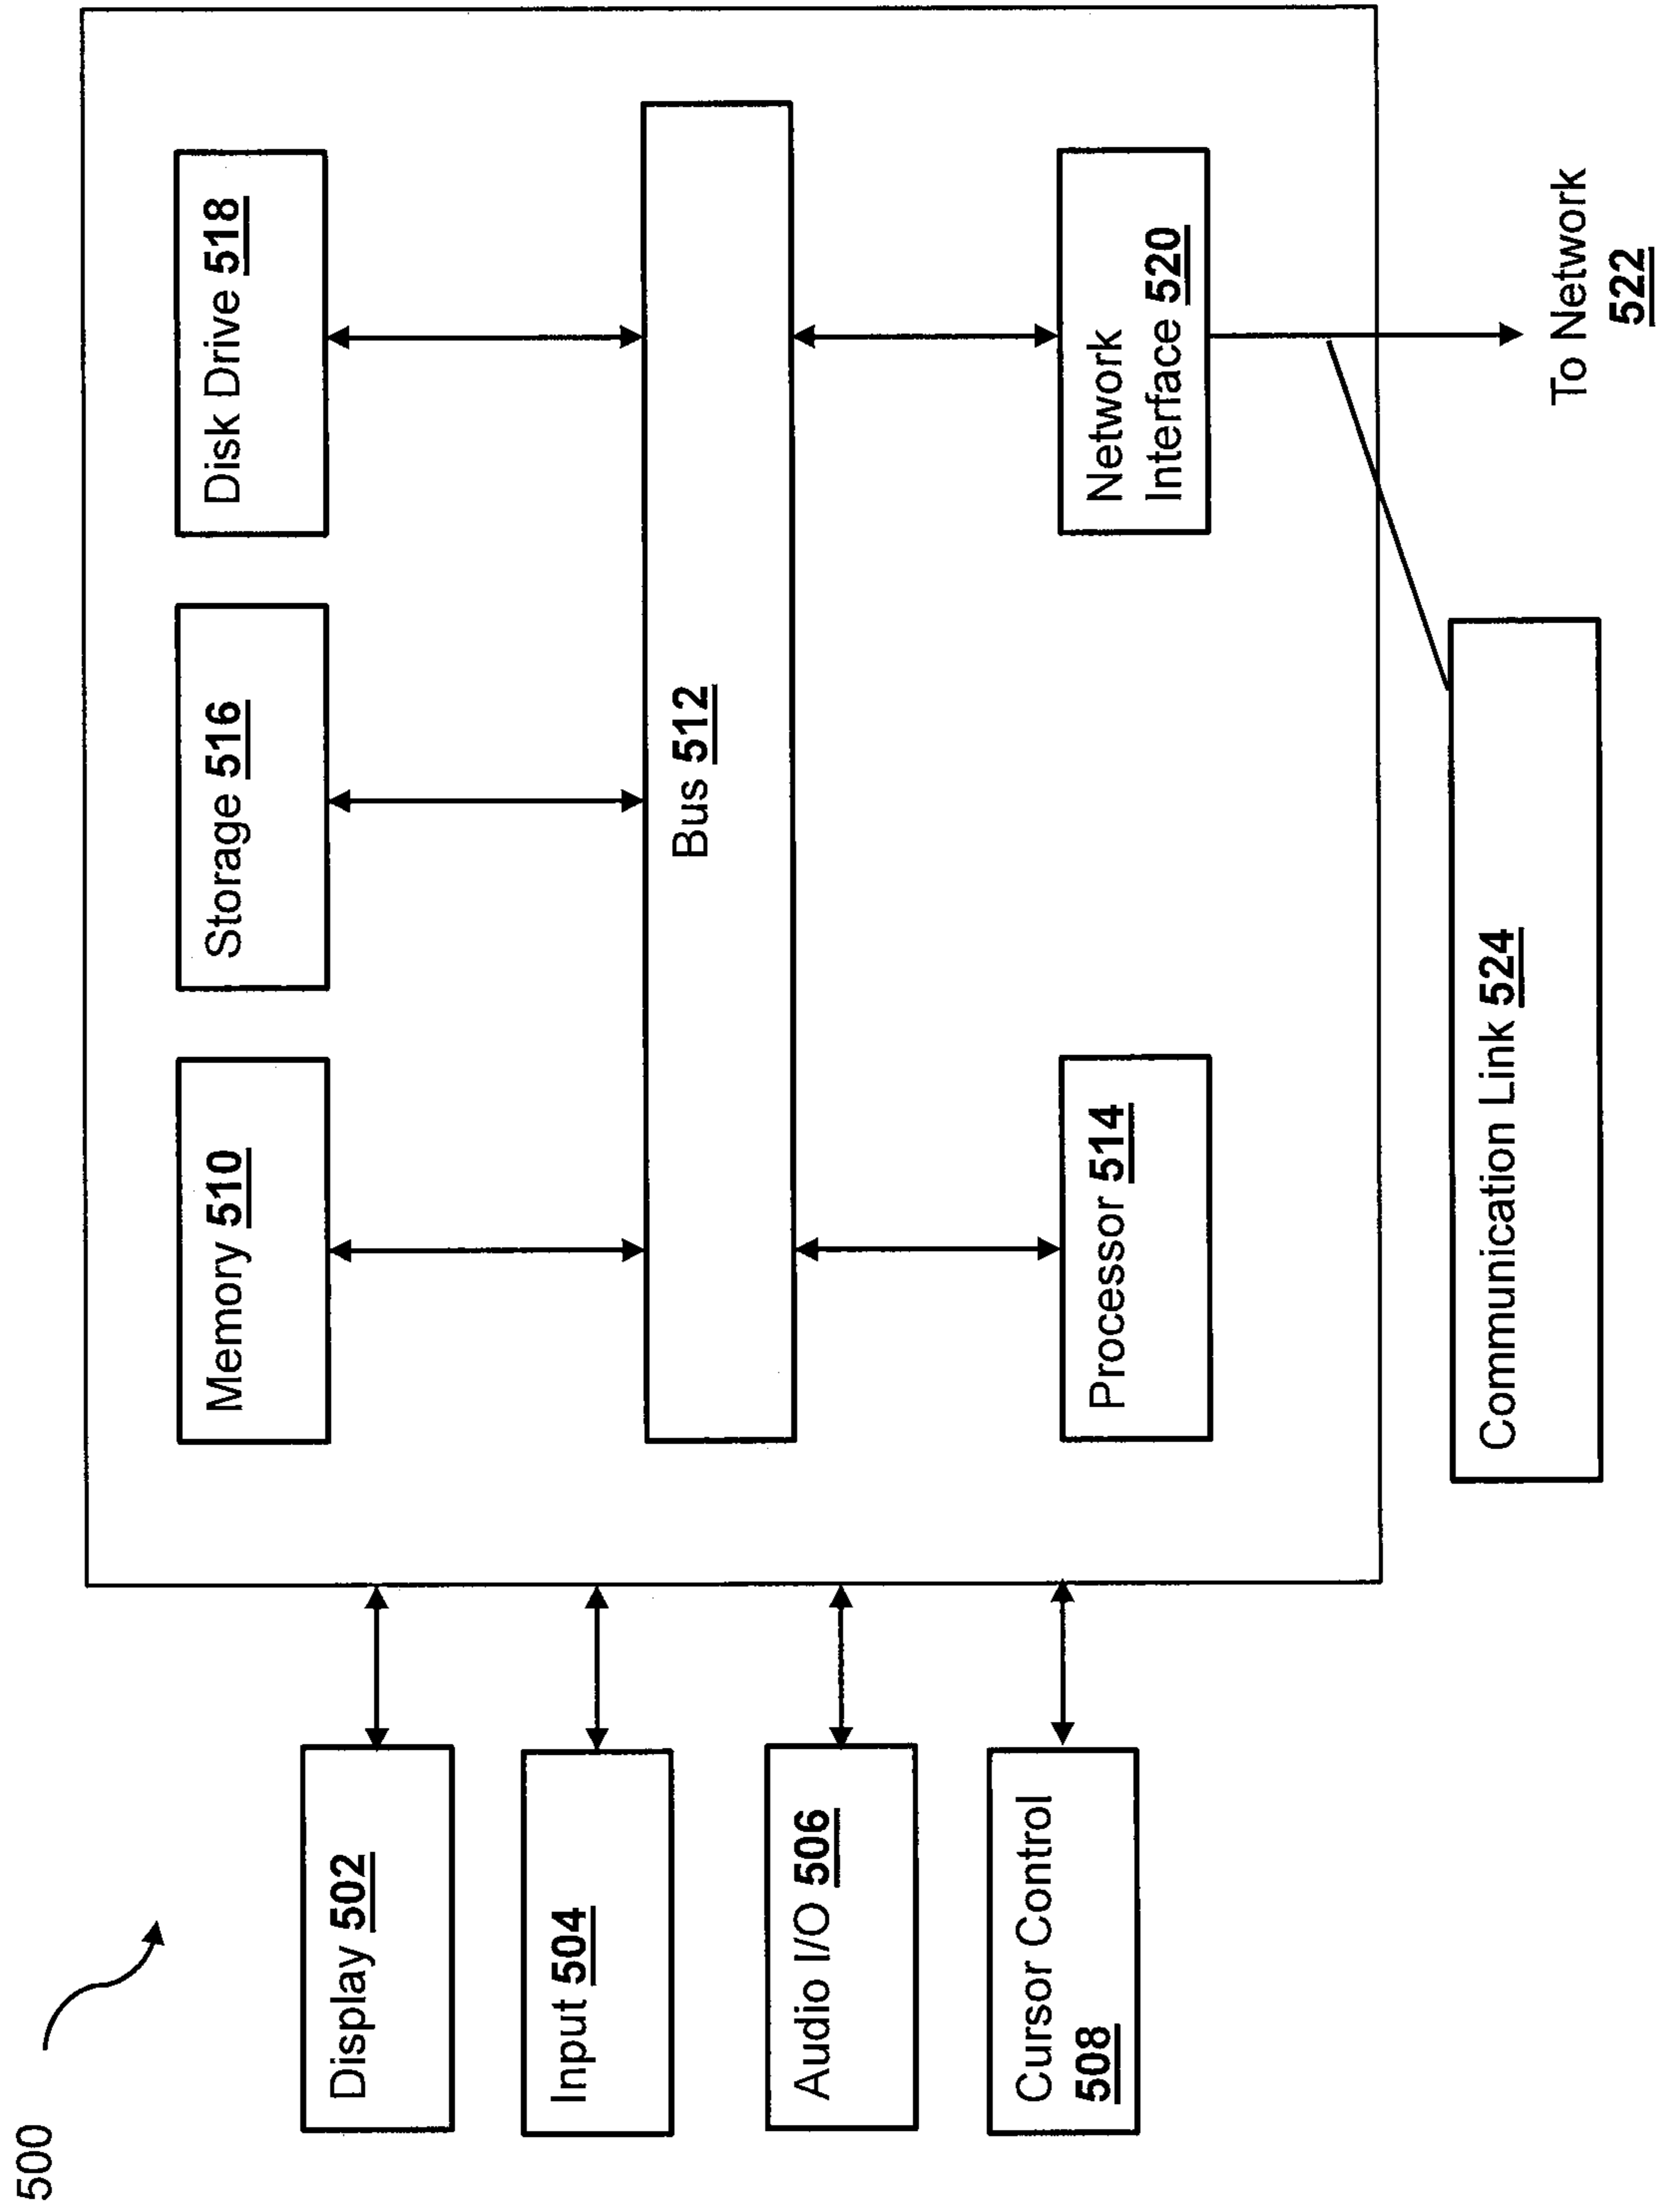 500
Display 502
Input 504
Audio I/O 506
Cursor Control
508
Memory 510
Storage 516
Disk Drive 518
Bus 512
Processor 514
Network
Interface 520
Communication Link 524
To Network
522